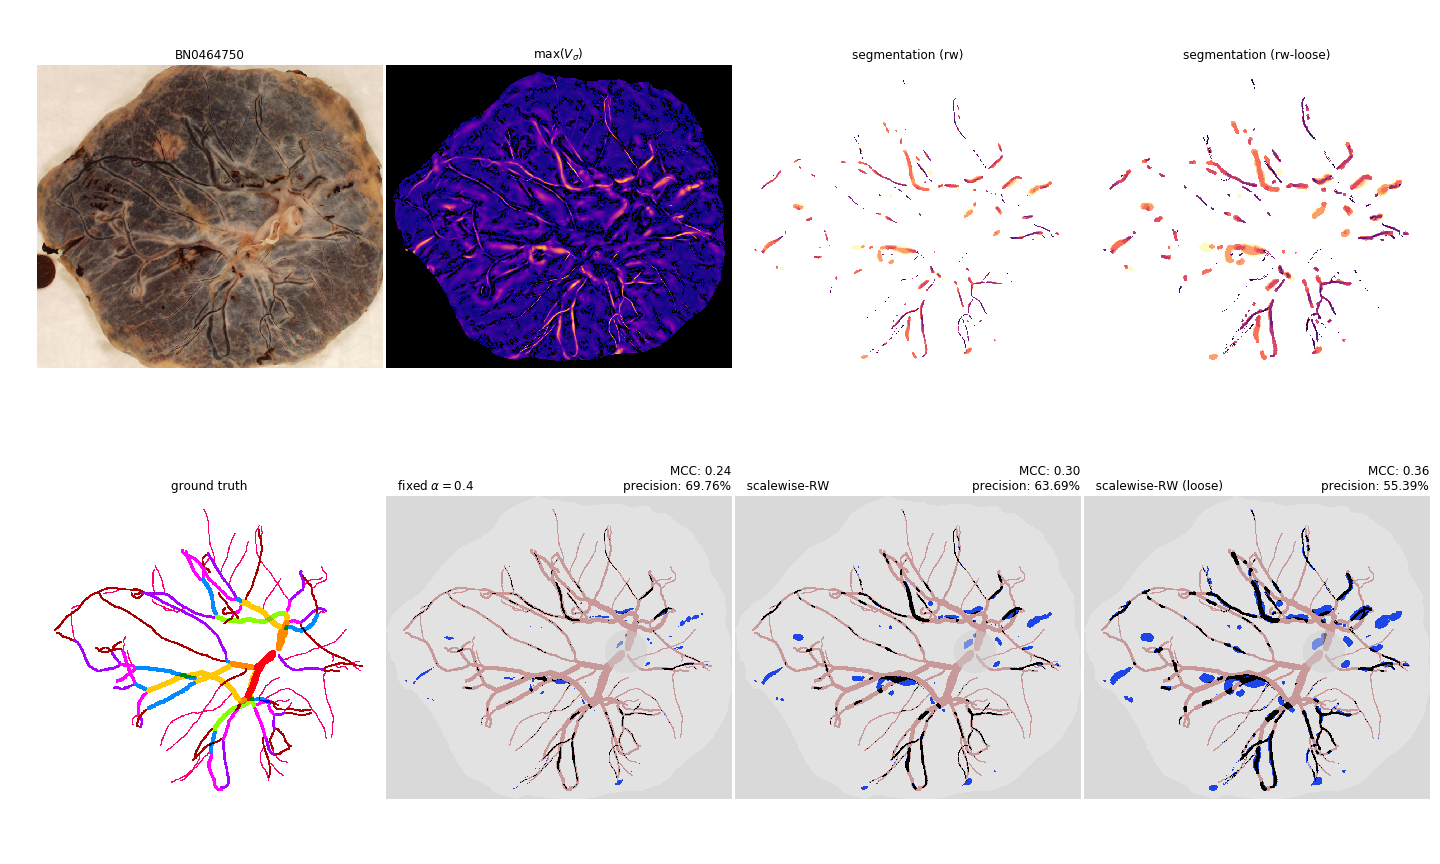 BN0464750
max(Vσ)
segmentation (rw)
segmentation (rw-loose)
ground truth
fixed α = 0.4
MCC: 0.24
precision: 69.76%
scalewise-RW
MCC: 0.30
precision: 63.69%
scalewise-RW (loose)
MCC: 0.36
precision: 55.39%